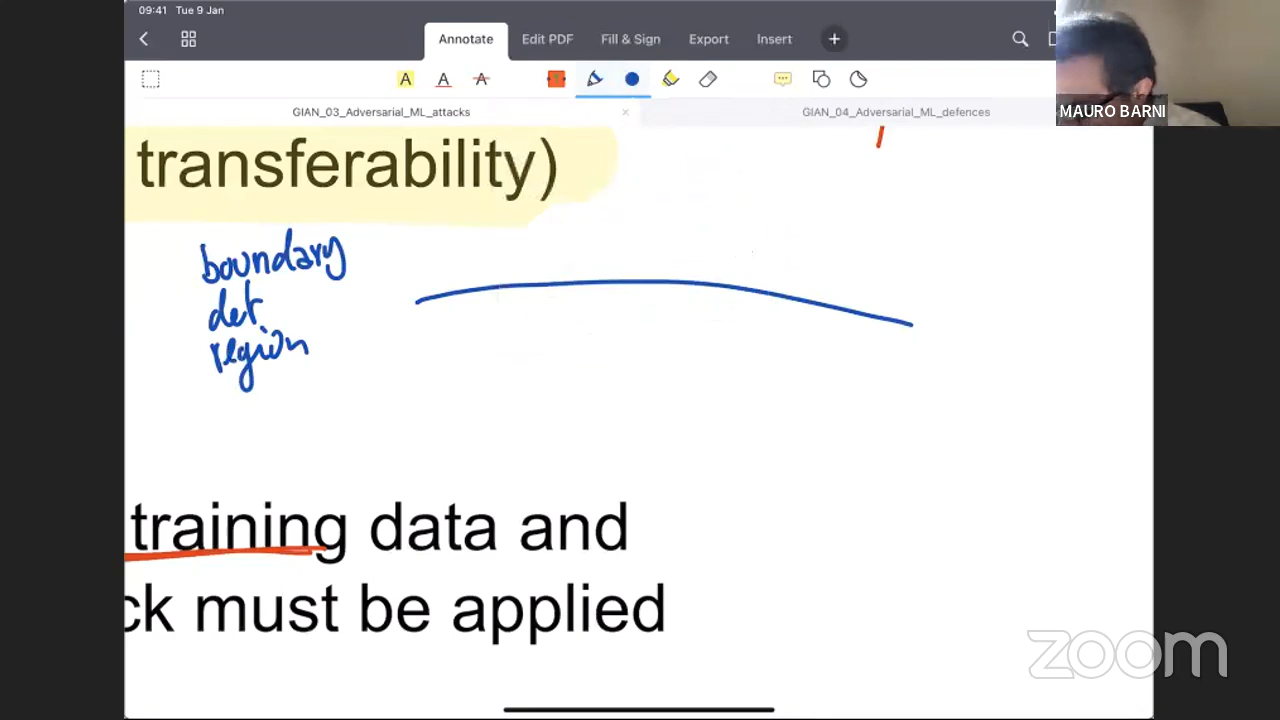 09:41 Tue 9 Jan
Annotate Edit PDF Fill & Sign Export Insert
A A A
GIAN_03_Adversarial_ML_attacks × GIAN_04_Adversarial_ML_defences
MAURO BARNI
transferability)
boundary
det
region
training data and
ck must be applied
zoom